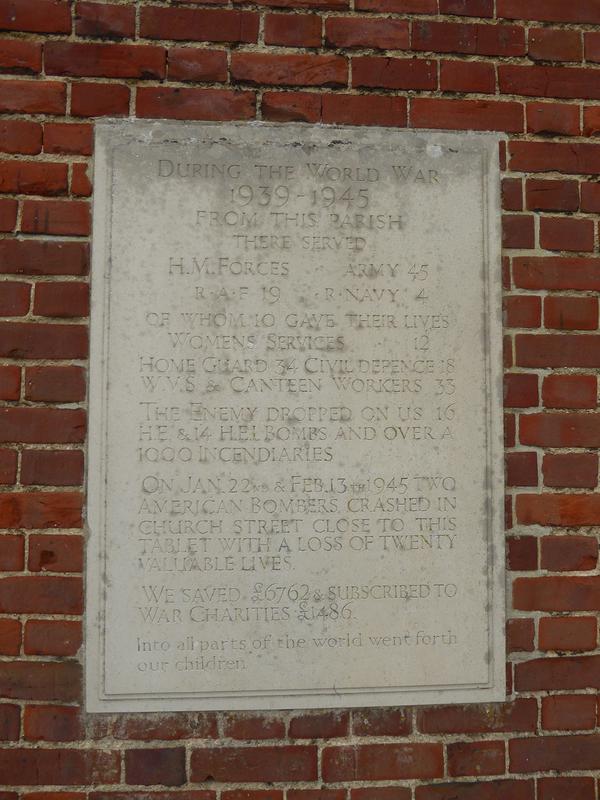 DURING THE WORLD WAR
1939-1945
FROM THIS PARISH
THERE SERVED
H.M. FORCES ARMY 45
R·A·F 19 R·NAVY 4
OF WHOM 10 GAVE THEIR LIVES
WOMENS SERVICES 12
HOME GUARD 34 CIVIL DEFENCE 18
W.V.S & CANTEEN WORKERS 33
THE ENEMY DROPPED ON US 16
H.E. & 14 H.E.I. BOMBS AND OVER A
1000 INCENDIARIES
ON JAN. 22ND & FEB. 13TH 1945 TWO
AMERICAN BOMBERS, CRASHED IN
CHURCH STREET CLOSE TO THIS
TABLET WITH A LOSS OF TWENTY
VALUABLE LIVES.
WE SAVED £6762 & SUBSCRIBED TO
WAR CHARITIES £1486.
Into all parts of the world went forth
our children